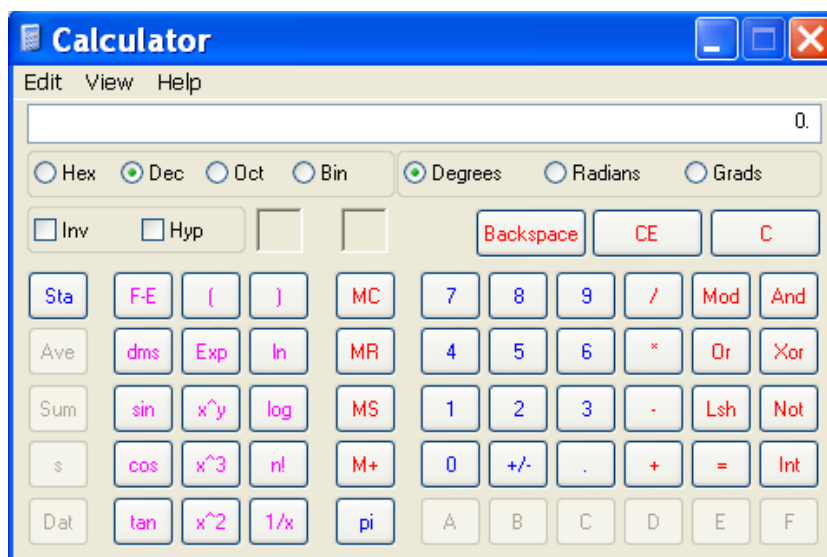 Calculator
Edit View Help
0.
Hex Dec Oct Bin Degrees Radians Grads
Inv Hyp Backspace CE C
Sta F-E ( ) MC 7 8 9 / Mod And
Ave dms Exp ln MR 4 5 6 * Or Xor
Sum sin x^y log MS 1 2 3 - Lsh Not
s cos x^3 n! M+ 0 +/- . + = Int
Dat tan x^2 1/x pi A B C D E F